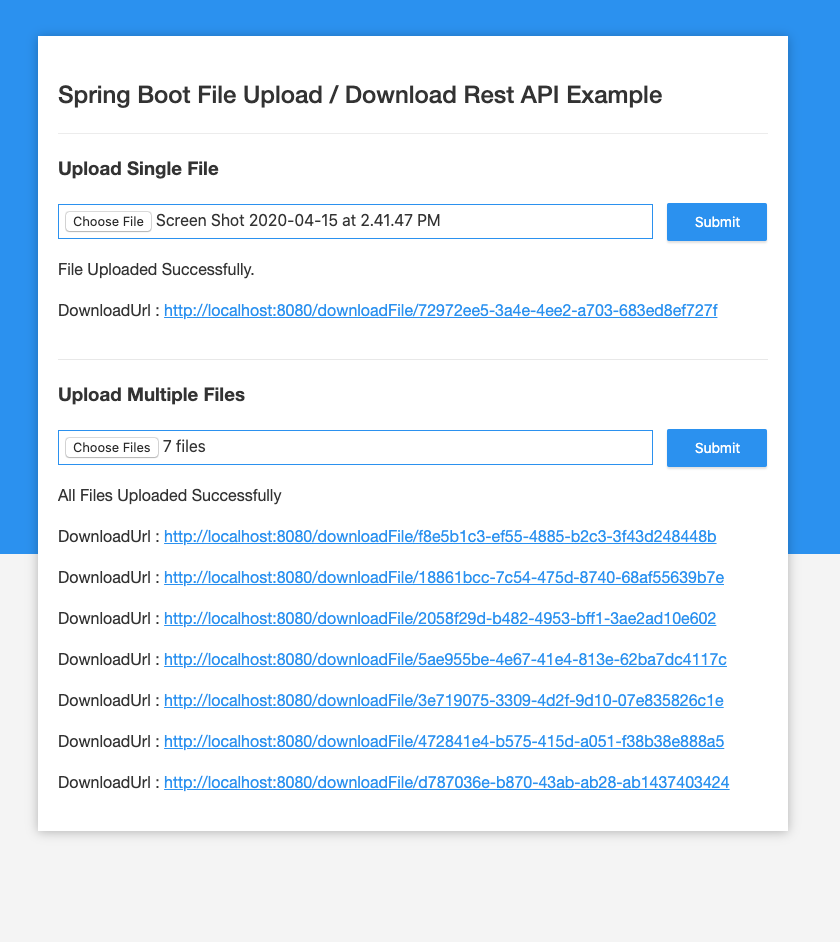 Spring Boot File Upload / Download Rest API Example
Upload Single File
Choose File Screen Shot 2020-04-15 at 2.41.47 PM Submit
File Uploaded Successfully.
DownloadUrl : http://localhost:8080/downloadFile/72972ee5-3a4e-4ee2-a703-683ed8ef727f
Upload Multiple Files
Choose Files 7 files Submit
All Files Uploaded Successfully
DownloadUrl : http://localhost:8080/downloadFile/f8e5b1c3-ef55-4885-b2c3-3f43d248448b
DownloadUrl : http://localhost:8080/downloadFile/18861bcc-7c54-475d-8740-68af55639b7e
DownloadUrl : http://localhost:8080/downloadFile/2058f29d-b482-4953-bff1-3ae2ad10e602
DownloadUrl : http://localhost:8080/downloadFile/5ae955be-4e67-41e4-813e-62ba7dc4117c
DownloadUrl : http://localhost:8080/downloadFile/3e719075-3309-4d2f-9d10-07e835826c1e
DownloadUrl : http://localhost:8080/downloadFile/472841e4-b575-415d-a051-f38b38e888a5
DownloadUrl : http://localhost:8080/downloadFile/d787036e-b870-43ab-ab28-ab1437403424